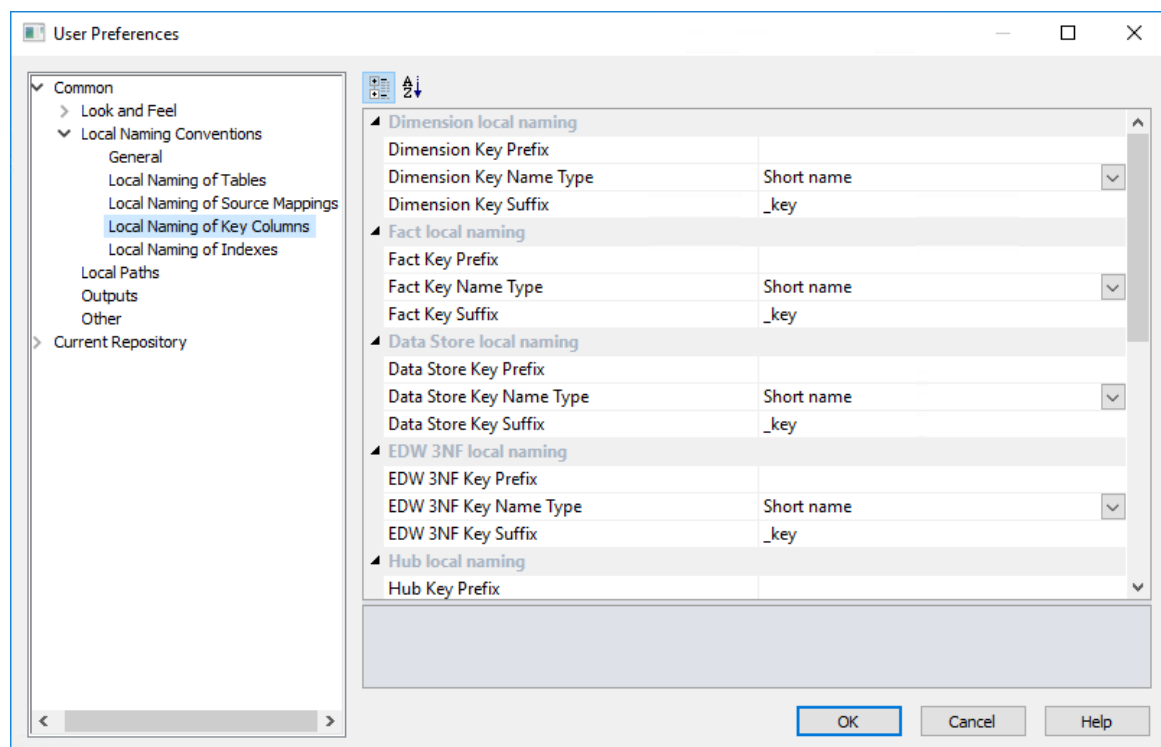 User Preferences
Common
Look and Feel
Local Naming Conventions
General
Local Naming of Tables
Local Naming of Source Mappings
Local Naming of Key Columns
Local Naming of Indexes
Local Paths
Outputs
Other
Current Repository
Dimension local naming
Dimension Key Prefix
Dimension Key Name Type Short name
Dimension Key Suffix _key
Fact local naming
Fact Key Prefix
Fact Key Name Type Short name
Fact Key Suffix _key
Data Store local naming
Data Store Key Prefix
Data Store Key Name Type Short name
Data Store Key Suffix _key
EDW 3NF local naming
EDW 3NF Key Prefix
EDW 3NF Key Name Type Short name
EDW 3NF Key Suffix _key
Hub local naming
Hub Key Prefix
OK Cancel Help